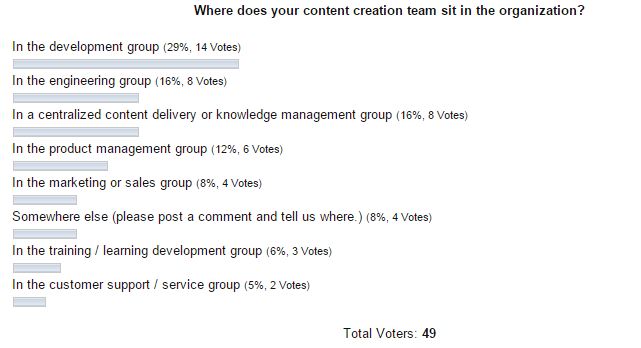 Where does your content creation team sit in the organization?
In the development group (29%, 14 Votes)
In the engineering group (16%, 8 Votes)
In a centralized content delivery or knowledge management group (16%, 8 Votes)
In the product management group (12%, 6 Votes)
In the marketing or sales group (8%, 4 Votes)
Somewhere else (please post a comment and tell us where.) (8%, 4 Votes)
In the training / learning development group (6%, 3 Votes)
In the customer support / service group (5%, 2 Votes)
Total Voters: 49